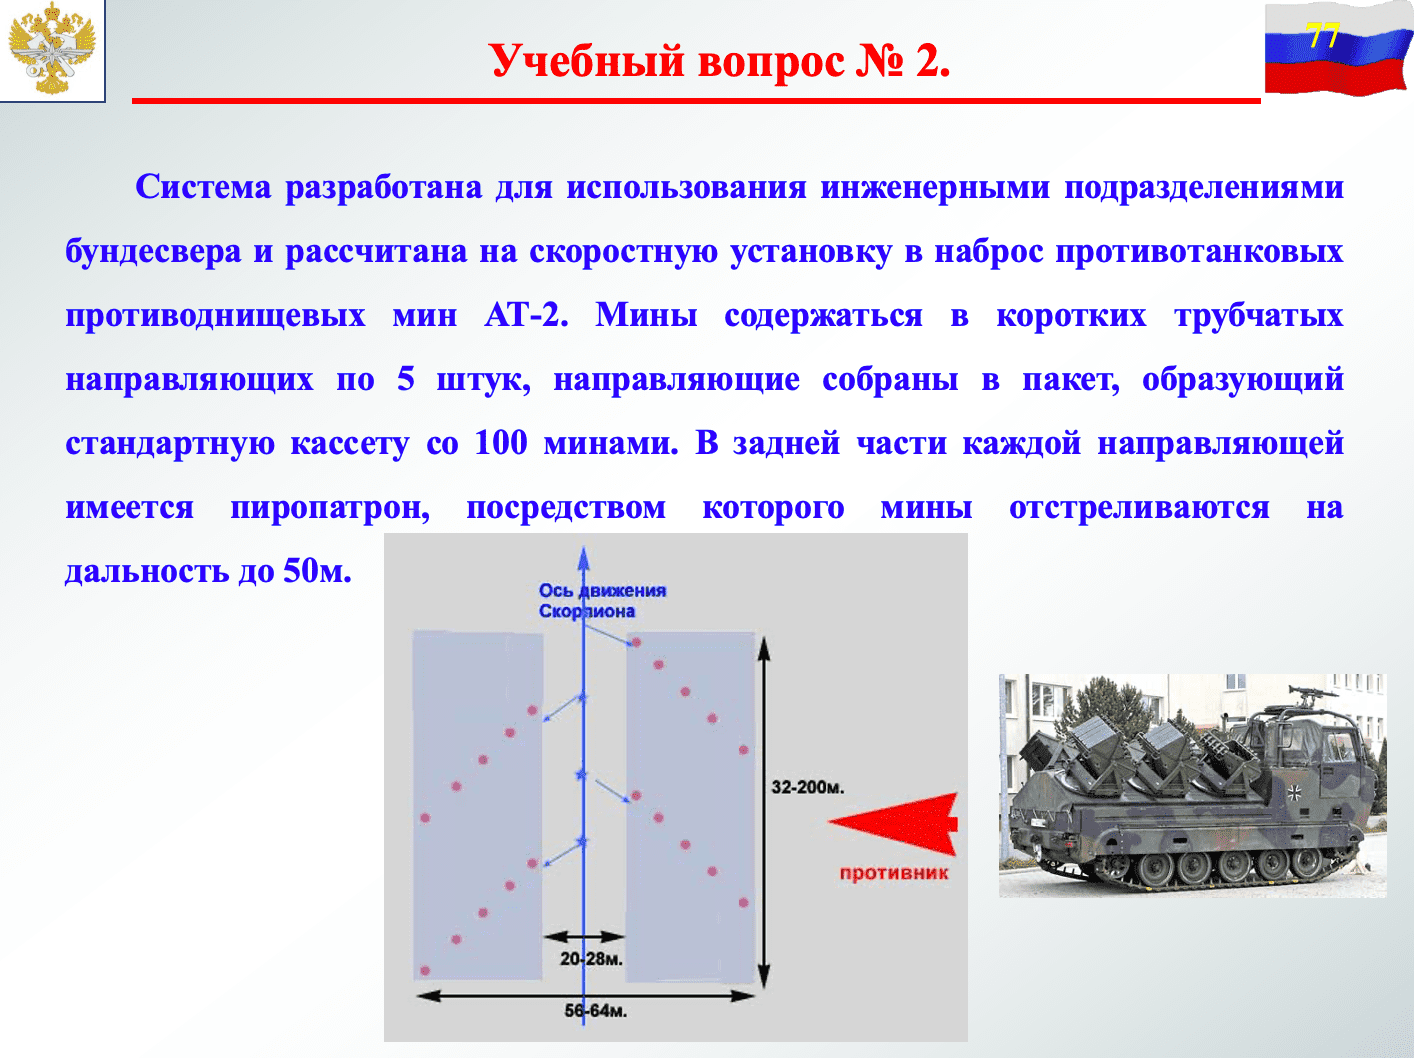 77
Учебный вопрос № 2.
Система разработана для использования инженерными подразделениями
бундесвера и рассчитана на скоростную установку в наброс противотанковых
противоднищевых мин АТ-2. Мины содержаться в коротких трубчатых
направляющих по 5 штук, направляющие собраны в пакет, образующий
стандартную кассету со 100 минами. В задней части каждой направляющей
имеется пиропатрон, посредством которого мины отстреливаются на
дальность до 50м.
Ось движения
Скорпиона
32-200м.
противник
20-28м.
56-64м.